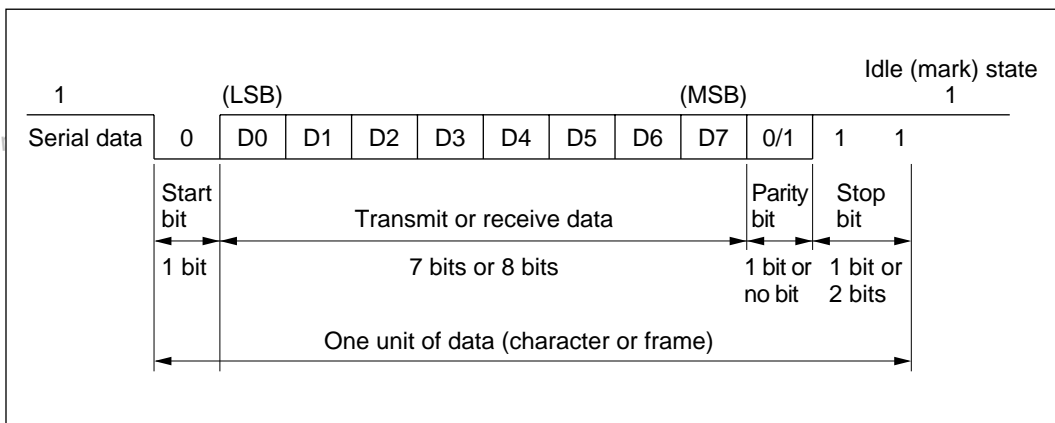 Idle (mark) state
1 (LSB) (MSB) 1
Serial data 0 D0 D1 D2 D3 D4 D5 D6 D7 0/1 1 1
Start bit
Transmit or receive data
Parity bit
Stop bit
1 bit
7 bits or 8 bits
1 bit or no bit
1 bit or 2 bits
One unit of data (character or frame)